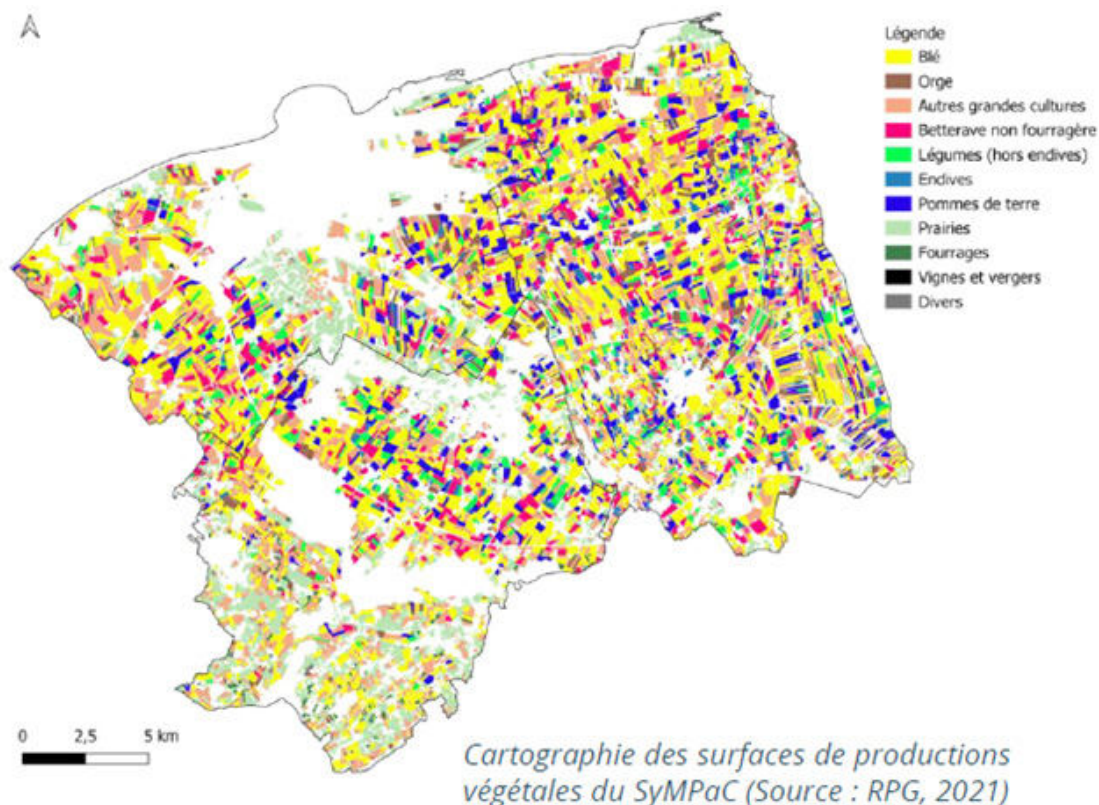 Légende
Blé
Orge
Autres grandes cultures
Betterave non fourragère
Légumes (hors endives)
Endives
Pommes de terre
Prairies
Fourrages
Vignes et vergers
Divers
0 2,5 5 km
Cartographie des surfaces de productions
végétales du SyMPaC (Source : RPG, 2021)